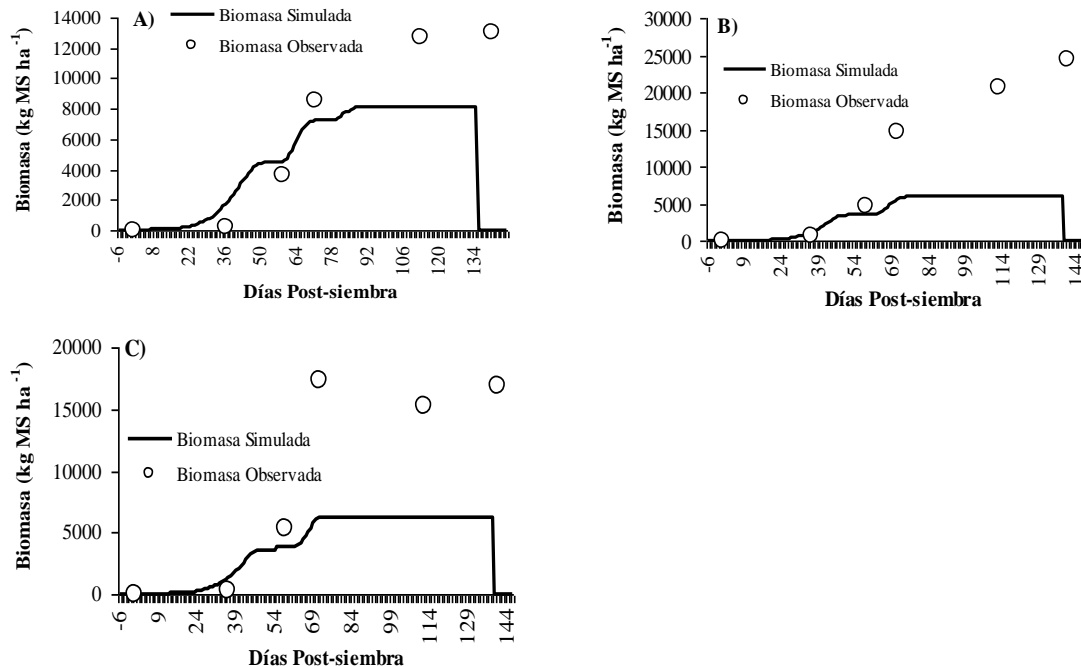 A)
Biomasa Simulada
Biomasa Observada
14000
12000
10000
8000
6000
4000
2000
0
Biomasa (kg MS ha⁻¹)
-6 8 22 36 50 64 78 92 106 120 134
Días Post-siembra
B)
Biomasa Simulada
Biomasa Observada
30000
25000
20000
15000
10000
5000
0
Biomasa (kg MS ha⁻¹)
-6 9 24 39 54 69 84 99 114 129 144
Días Post-siembra
C)
Biomasa Simulada
Biomasa Observada
20000
15000
10000
5000
0
Biomasa (kg MS ha⁻¹)
-6 9 24 39 54 69 84 99 114 129 144
Días Post-siembra